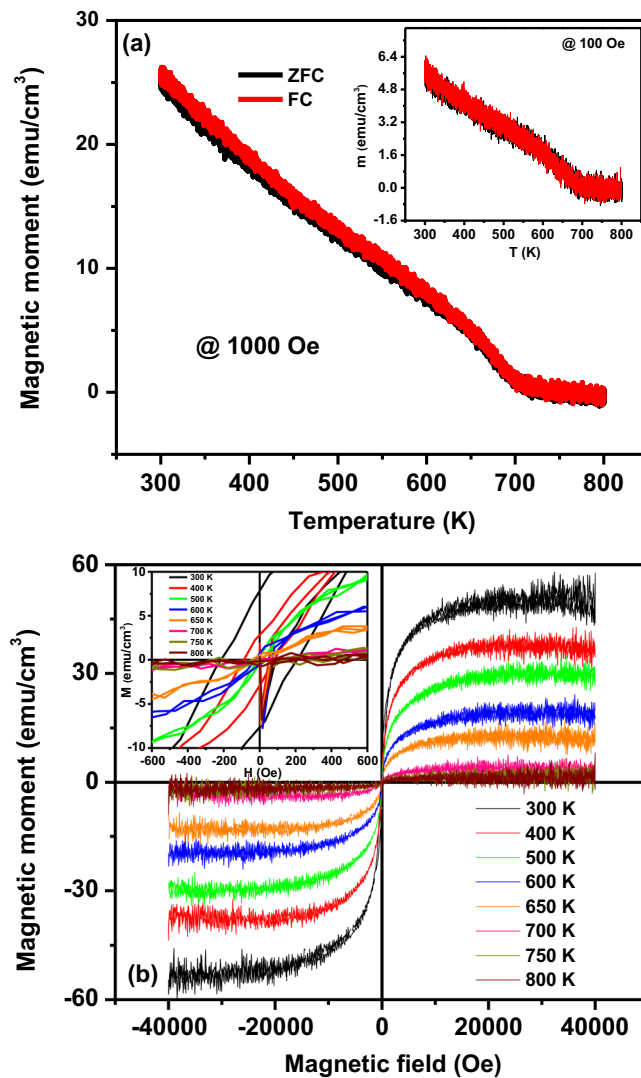 (a)
ZFC
FC
@ 1000 Oe
Magnetic moment (emu/cm³)
30
20
10
0
300 400 500 600 700 800
Temperature (K)
@ 100 Oe
m (emu/cm³)
6.4
4.8
3.2
1.6
0.0
-1.6
300 400 500 600 700 800
T (K)
(b)
Magnetic moment (emu/cm³)
60
30
0
-30
-60
-40000 -20000 0 20000 40000
Magnetic field (Oe)
300 K
400 K
500 K
600 K
650 K
700 K
750 K
800 K
M (emu/cm³)
10
5
0
-5
-10
-600 -400 -200 0 200 400 600
H (Oe)
300 K
400 K
500 K
600 K
650 K
700 K
750 K
800 K